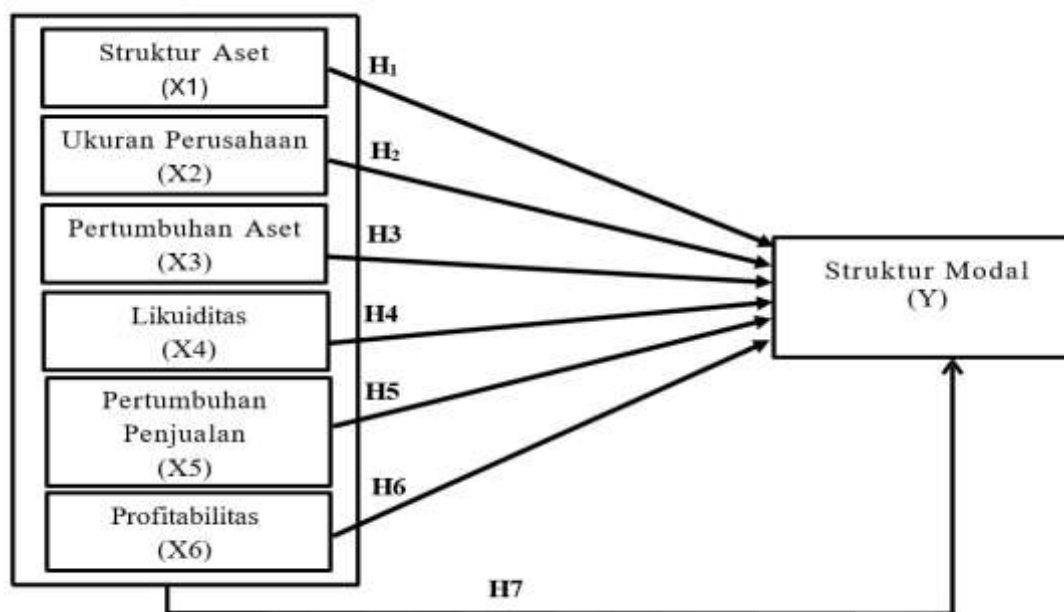 Struktur Aset
(X1)
H₁
Ukuran Perusahaan
(X2)
H₂
Pertumbuhan Aset
(X3)
H3
Likuiditas
(X4)
H4
Pertumbuhan
Penjualan
(X5)
H5
Profitabilitas
(X6)
H6
Struktur Modal
(Y)
H7